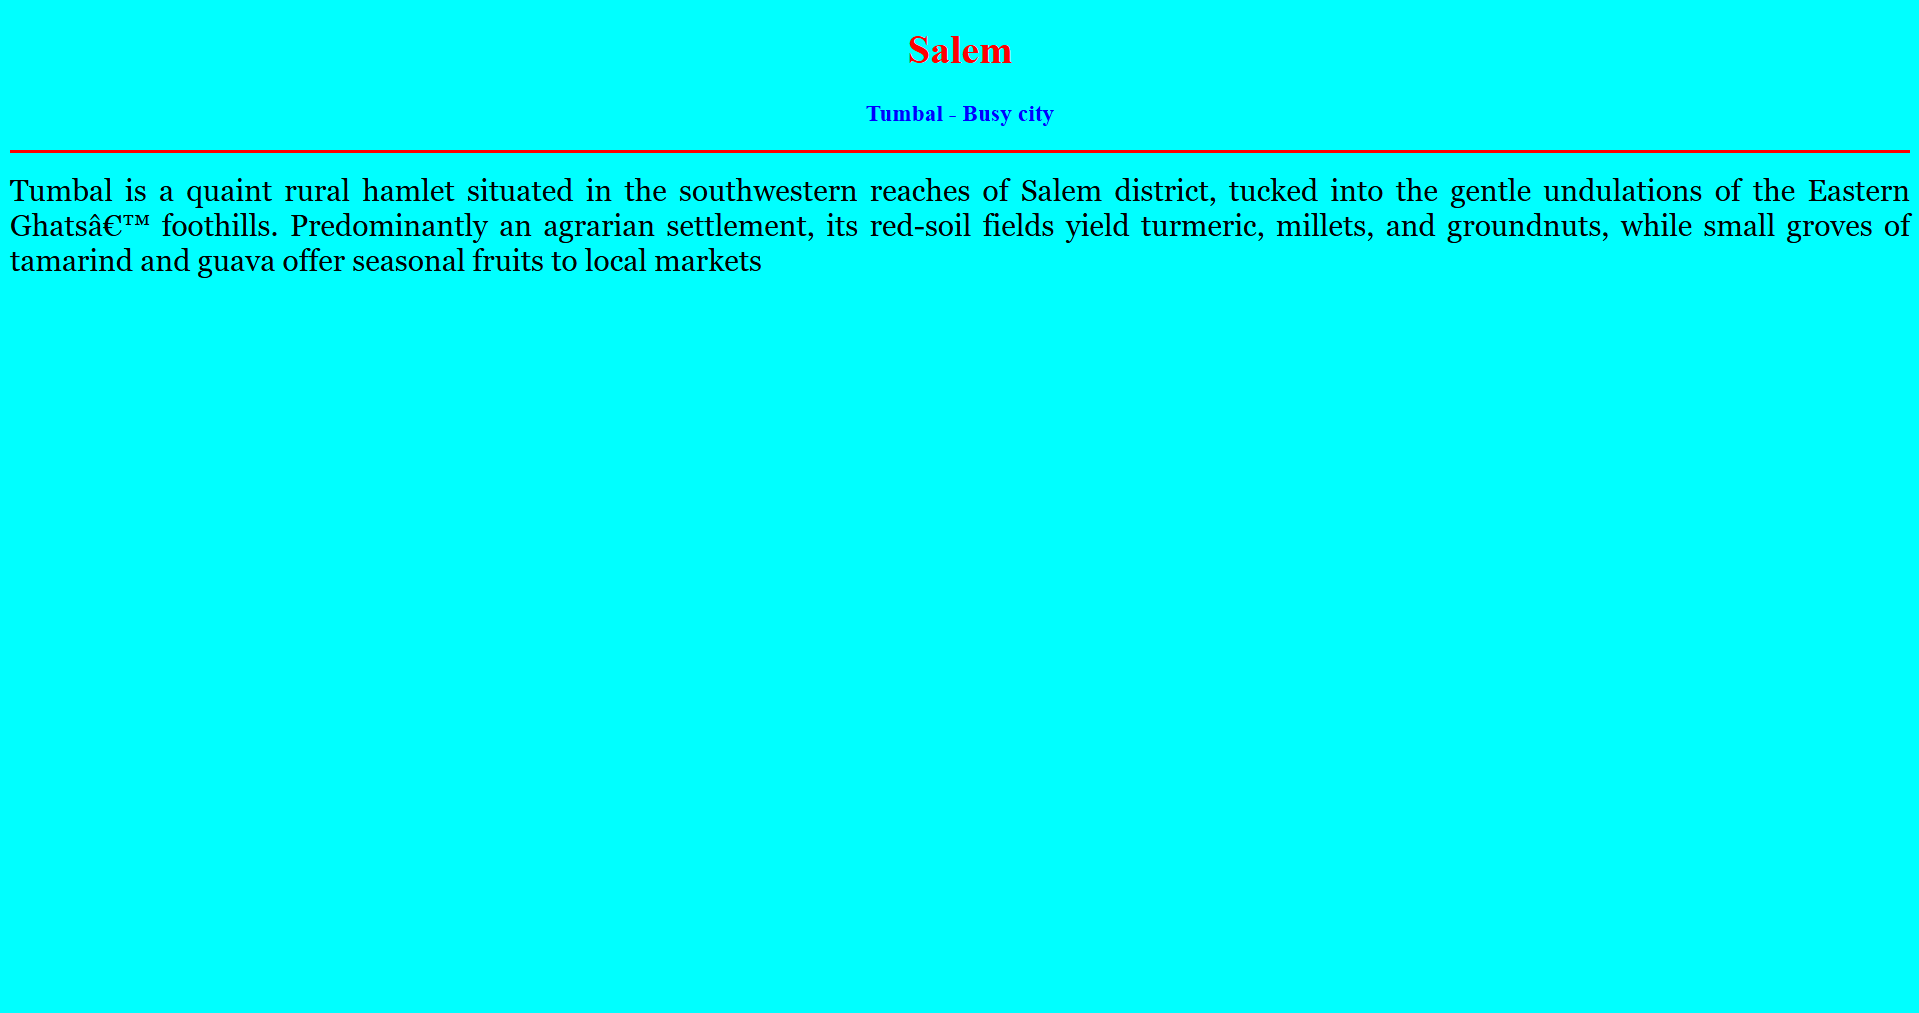 Salem
Tumbal - Busy city
Tumbal is a quaint rural hamlet situated in the southwestern reaches of Salem district, tucked into the gentle undulations of the Eastern
Ghatsâ€™ foothills. Predominantly an agrarian settlement, its red-soil fields yield turmeric, millets, and groundnuts, while small groves of
tamarind and guava offer seasonal fruits to local markets